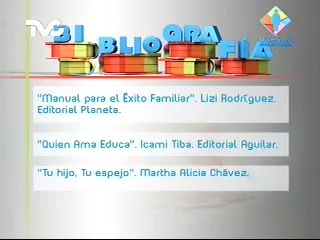 TVC
BIBLIOGRAFÍA
"Manual para el Éxito Familiar". Lizi Rodríguez.
Editorial Planeta.
"Quien Ama Educa". Icami Tiba. Editorial Aguilar.
"Tu hijo, Tu espejo". Martha Alicia Chávez.